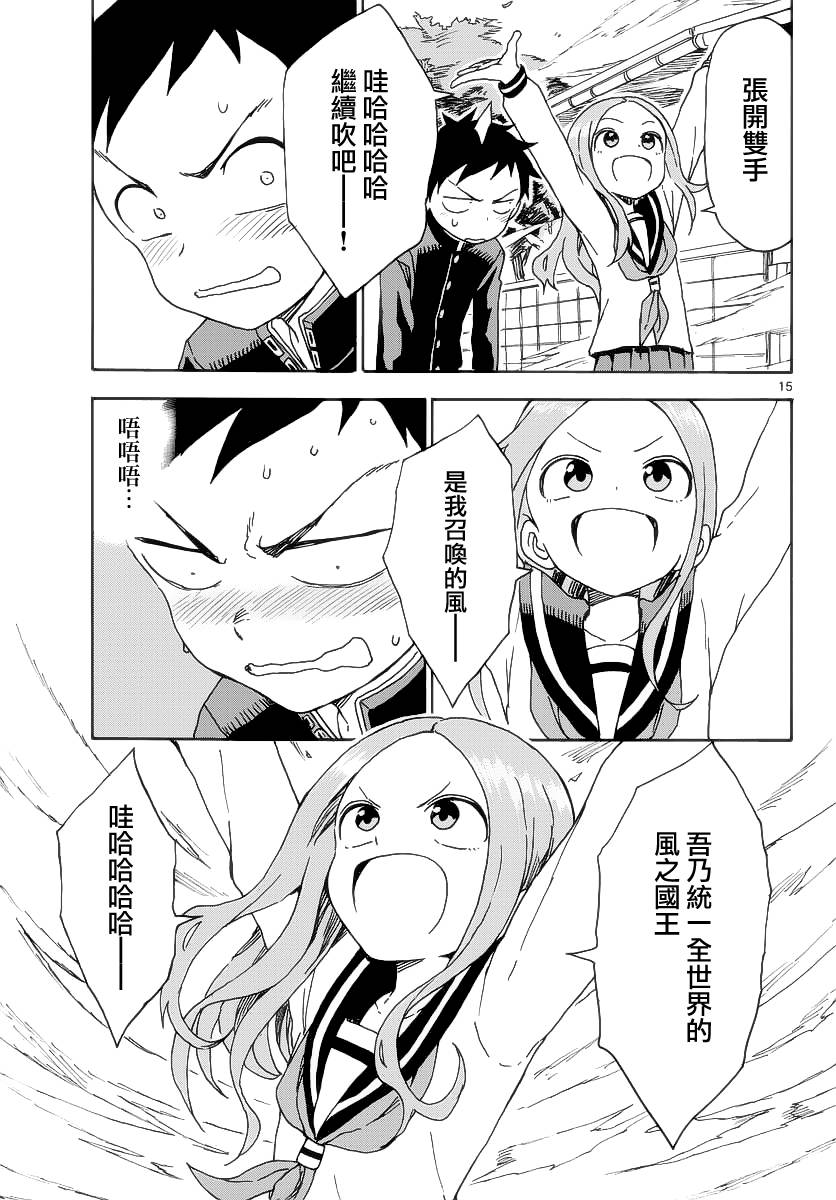 張開雙手
哇哈哈哈哈
繼續吹吧——！
15
是我召喚的風——
唔唔唔…
吾乃統一全世界的
風之國王
哇哈哈哈哈——